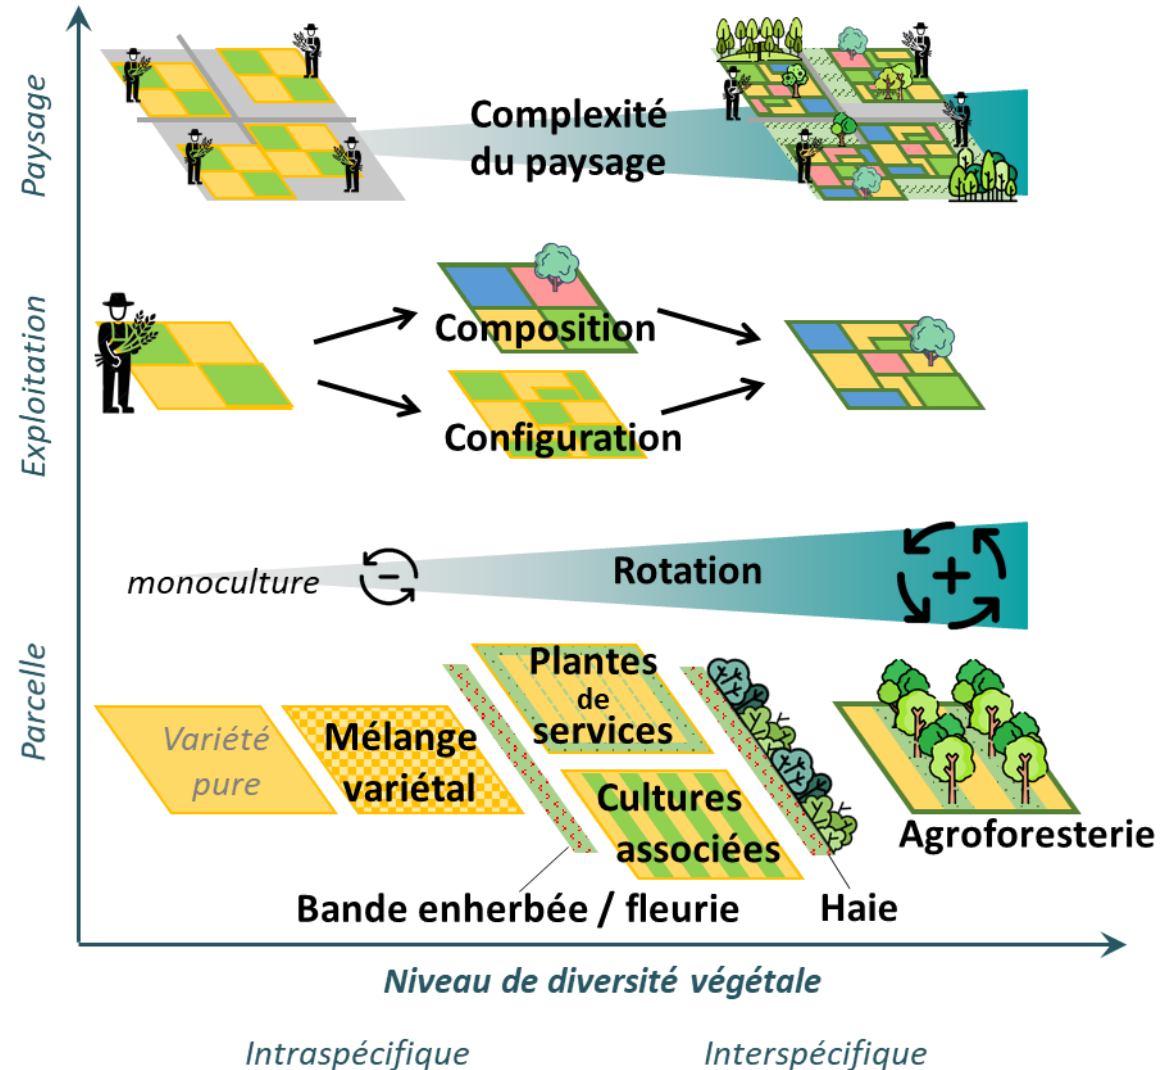 Paysage
Complexité
du paysage
Exploitation
Composition
Configuration
monoculture
-
Rotation
+
Parcelle
Variété
pure
Mélange
variétal
Plantes
de
services
Cultures
associées
Agroforesterie
Bande enherbée / fleurie
Haie
Niveau de diversité végétale
Intraspécifique
Interspécifique